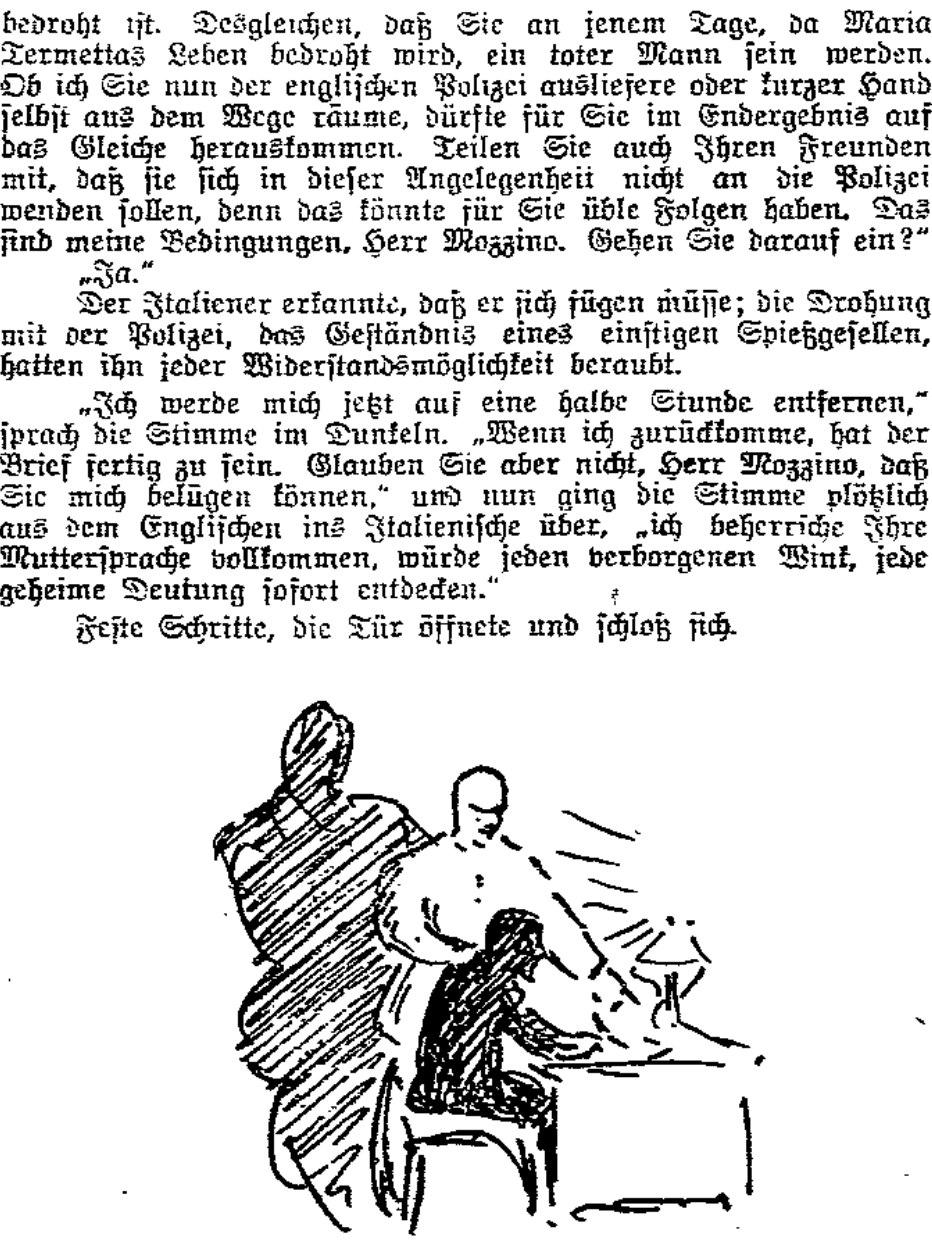 bedroht ist. Desgleichen, daß Sie an jenem Tage, da Maria
Termettas Leben bedroht wird, ein toter Mann sein werden.
Ob ich Sie nun der englischen Polizei ausliefere oder kurzer Hand
selbst aus dem Wege räume, dürfte für Sie im Endergebnis auf
das Gleiche herauskommen. Teilen Sie auch Ihren Freunden
mit, daß sie sich in dieser Angelegenheit nicht an die Polizei
wenden sollen, denn das könnte für Sie üble Folgen haben. Das
sind meine Bedingungen, Herr Mozzino. Gehen Sie darauf ein?“
„Ja.“
Der Italiener erkannte, daß er sich fügen müsse; die Drohung
mit der Polizei, das Geständnis eines einstigen Spießgesellen,
hatten ihn jeder Widerstandsmöglichkeit beraubt.
„Ich werde mich jetzt auf eine halbe Stunde entfernen,“
sprach die Stimme im Dunkeln. „Wenn ich zurückkomme, hat der
Brief fertig zu sein. Glauben Sie aber nicht, Herr Mozzino, daß
Sie mich belügen können,“ und nun ging die Stimme plötzlich
aus dem Englischen ins Italienische über, „ich beherrsche Ihre
Muttersprache vollkommen, würde jeden verborgenen Wink, jede
geheime Deutung sofort entdecken.“
Feste Schritte, die Tür öffnete und schloß sich.